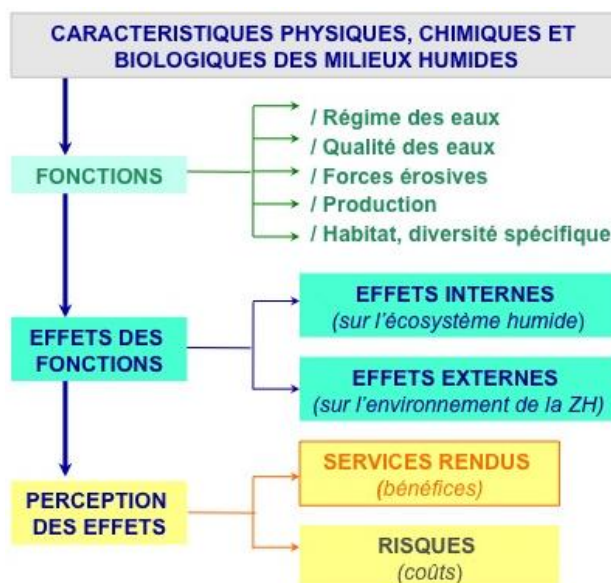 CARACTERISTIQUES PHYSIQUES, CHIMIQUES ET
BIOLOGIQUES DES MILIEUX HUMIDES
FONCTIONS
/ Régime des eaux
/ Qualité des eaux
/ Forces érosives
/ Production
/ Habitat, diversité spécifique
EFFETS DES
FONCTIONS
EFFETS INTERNES
(sur l'écosystème humide)
EFFETS EXTERNES
(sur l'environnement de la ZH)
PERCEPTION
DES EFFETS
SERVICES RENDUS
(bénéfices)
RISQUES
(coûts)